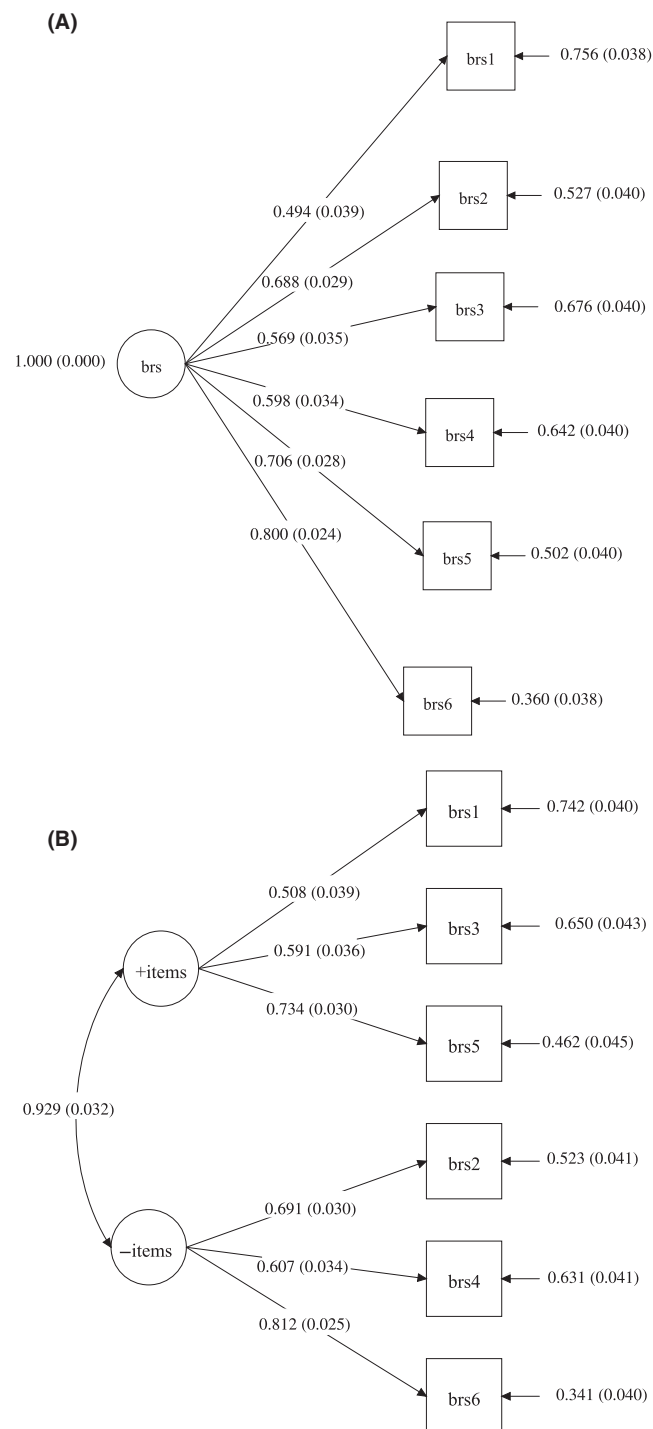 (A)
brs1
0.756 (0.038)
0.494 (0.039)
brs2
0.527 (0.040)
0.688 (0.029)
brs3
0.676 (0.040)
0.569 (0.035)
1.000 (0.000)
brs
0.598 (0.034)
brs4
0.642 (0.040)
0.706 (0.028)
0.800 (0.024)
brs5
0.502 (0.040)
brs6
0.360 (0.038)
(B)
brs1
0.742 (0.040)
0.508 (0.039)
brs3
0.650 (0.043)
0.591 (0.036)
+items
0.734 (0.030)
brs5
0.462 (0.045)
0.929 (0.032)
brs2
0.523 (0.041)
0.691 (0.030)
–items
0.607 (0.034)
brs4
0.631 (0.041)
0.812 (0.025)
brs6
0.341 (0.040)